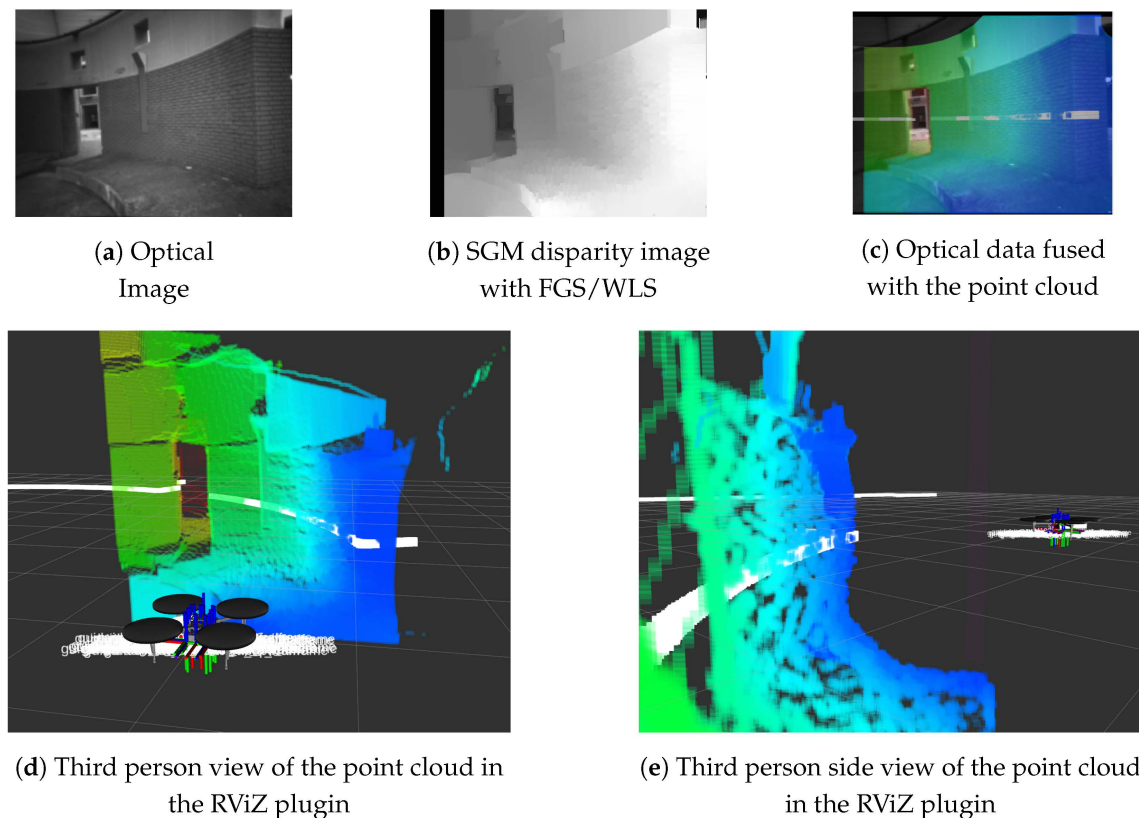 (a) Optical
Image
(b) SGM disparity image
with FGS/WLS
(c) Optical data fused
with the point cloud
(d) Third person view of the point cloud in
the RViZ plugin
(e) Third person side view of the point cloud
in the RViZ plugin